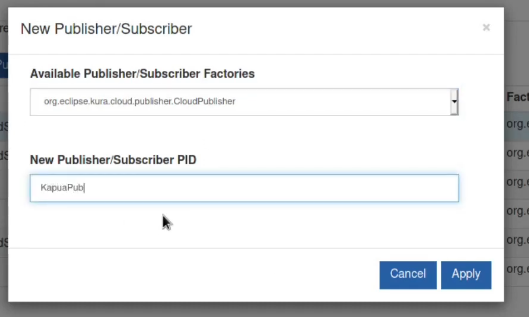 New Publisher/Subscriber
×
Available Publisher/Subscriber Factories
org.eclipse.kura.cloud.publisher.CloudPublisher
New Publisher/Subscriber PID
KapuaPub
Cancel Apply
Fact
org.e
org.e
org.e
org.e
org.e
org.e